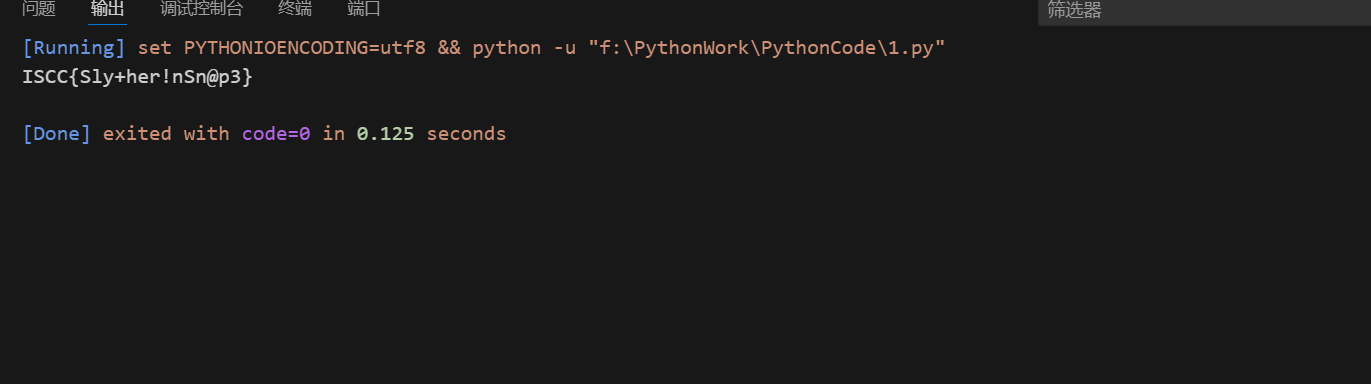 问题 输出 调试控制台 终端 端口 筛选器
[Running] set PYTHONIOENCODING=utf8 && python -u "f:\PythonWork\PythonCode\1.py"
ISCC{Sly+her!nSn@p3}
[Done] exited with code=0 in 0.125 seconds